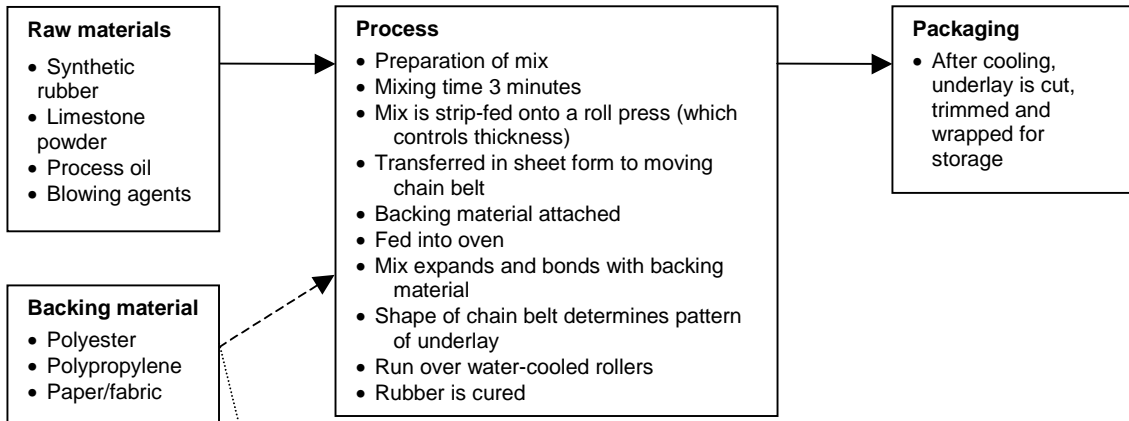 Raw materials
• Synthetic
rubber
• Limestone
powder
• Process oil
• Blowing agents
Backing material
• Polyester
• Polypropylene
• Paper/fabric
Process
• Preparation of mix
• Mixing time 3 minutes
• Mix is strip-fed onto a roll press (which
controls thickness)
• Transferred in sheet form to moving
chain belt
• Backing material attached
• Fed into oven
• Mix expands and bonds with backing
material
• Shape of chain belt determines pattern
of underlay
• Run over water-cooled rollers
• Rubber is cured
Packaging
• After cooling,
underlay is cut,
trimmed and
wrapped for
storage